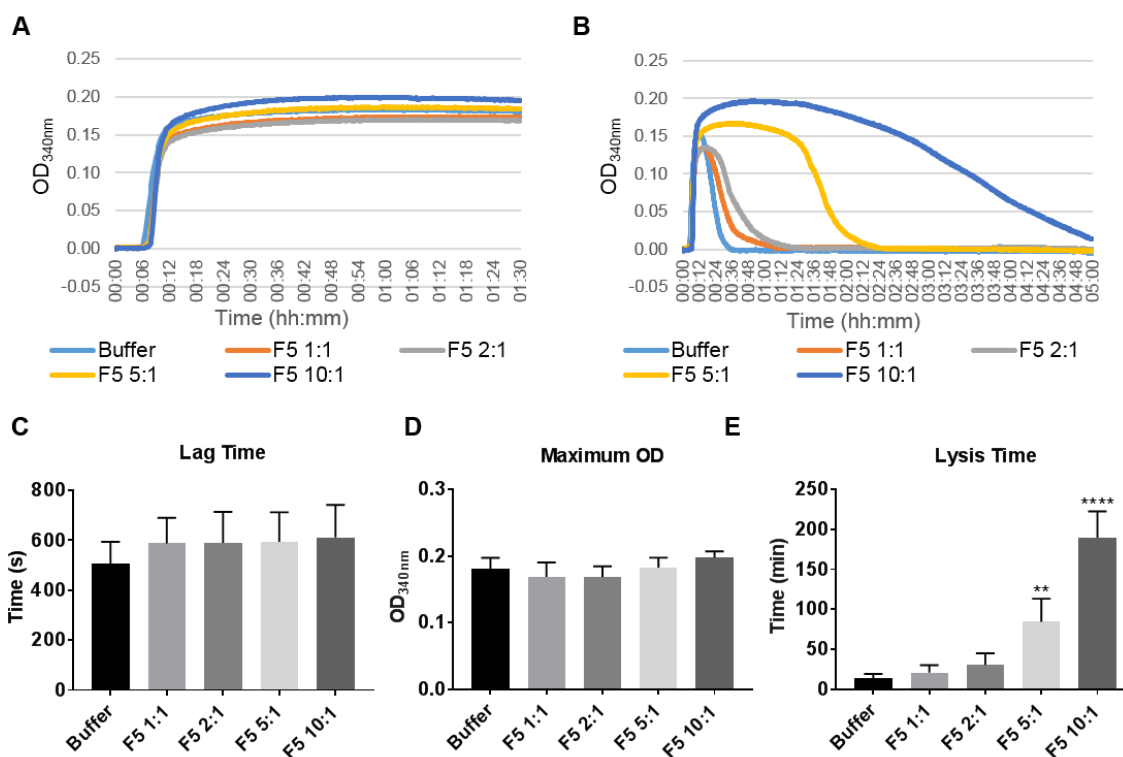 A
0.25
0.20
0.15
0.10
0.05
0.00
-0.05
OD340nm
00:00
00:06
00:12
00:18
00:24
00:30
00:36
00:42
00:48
00:54
01:00
01:06
01:12
01:18
01:24
01:30
Time (hh:mm)
Buffer F5 1:1 F5 2:1
F5 5:1 F5 10:1
B
0.25
0.20
0.15
0.10
0.05
0.00
-0.05
OD340nm
00:00
00:12
00:24
00:36
00:48
01:00
01:12
01:24
01:36
01:48
02:00
02:12
02:24
02:36
02:48
03:00
03:12
03:24
03:36
03:48
04:00
04:12
04:24
04:36
04:48
05:00
Time (hh:mm)
Buffer F5 1:1 F5 2:1
F5 5:1 F5 10:1
C
Lag Time
800
600
400
200
0
Time (s)
Buffer
F5 1:1
F5 2:1
F5 5:1
F5 10:1
D
Maximum OD
0.3
0.2
0.1
0.0
OD340nm
Buffer
F5 1:1
F5 2:1
F5 5:1
F5 10:1
E
Lysis Time
250
200
150
100
50
0
Time (min)
**
****
Buffer
F5 1:1
F5 2:1
F5 5:1
F5 10:1